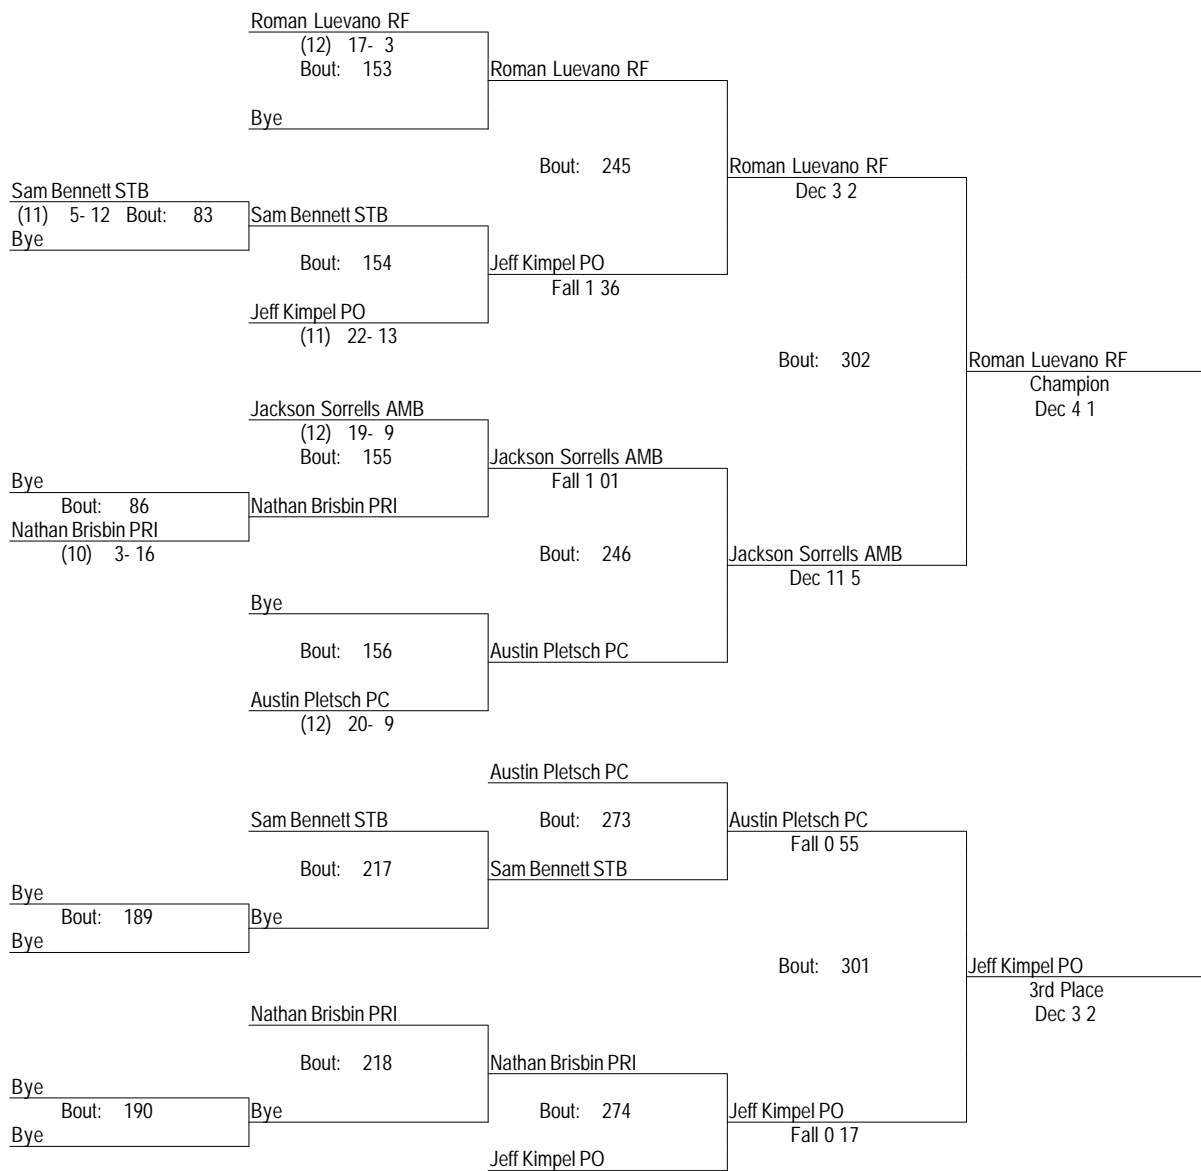 Roman Luevano RF
(12) 17- 3
Bout: 153
Roman Luevano RF
Bye
Bout: 245
Roman Luevano RF
Dec 3 2
Sam Bennett STB
(11) 5- 12 Bout: 83
Sam Bennett STB
Bye
Bout: 154
Jeff Kimpel PO
Fall 1 36
Jeff Kimpel PO
(11) 22- 13
Bout: 302
Roman Luevano RF
Champion
Dec 4 1
Jackson Sorrells AMB
(12) 19- 9
Bout: 155
Jackson Sorrells AMB
Fall 1 01
Bye
Bout: 86
Nathan Brisbin PRI
Nathan Brisbin PRI
(10) 3- 16
Bout: 246
Jackson Sorrells AMB
Dec 11 5
Bye
Bout: 156
Austin Pletsch PC
Austin Pletsch PC
(12) 20- 9
Austin Pletsch PC
Sam Bennett STB
Bout: 273
Austin Pletsch PC
Fall 0 55
Bout: 217
Sam Bennett STB
Bye
Bout: 189
Bye
Bye
Bout: 301
Jeff Kimpel PO
3rd Place
Dec 3 2
Nathan Brisbin PRI
Bout: 218
Nathan Brisbin PRI
Bye
Bout: 190
Bye
Bye
Bout: 274
Jeff Kimpel PO
Fall 0 17
Jeff Kimpel PO